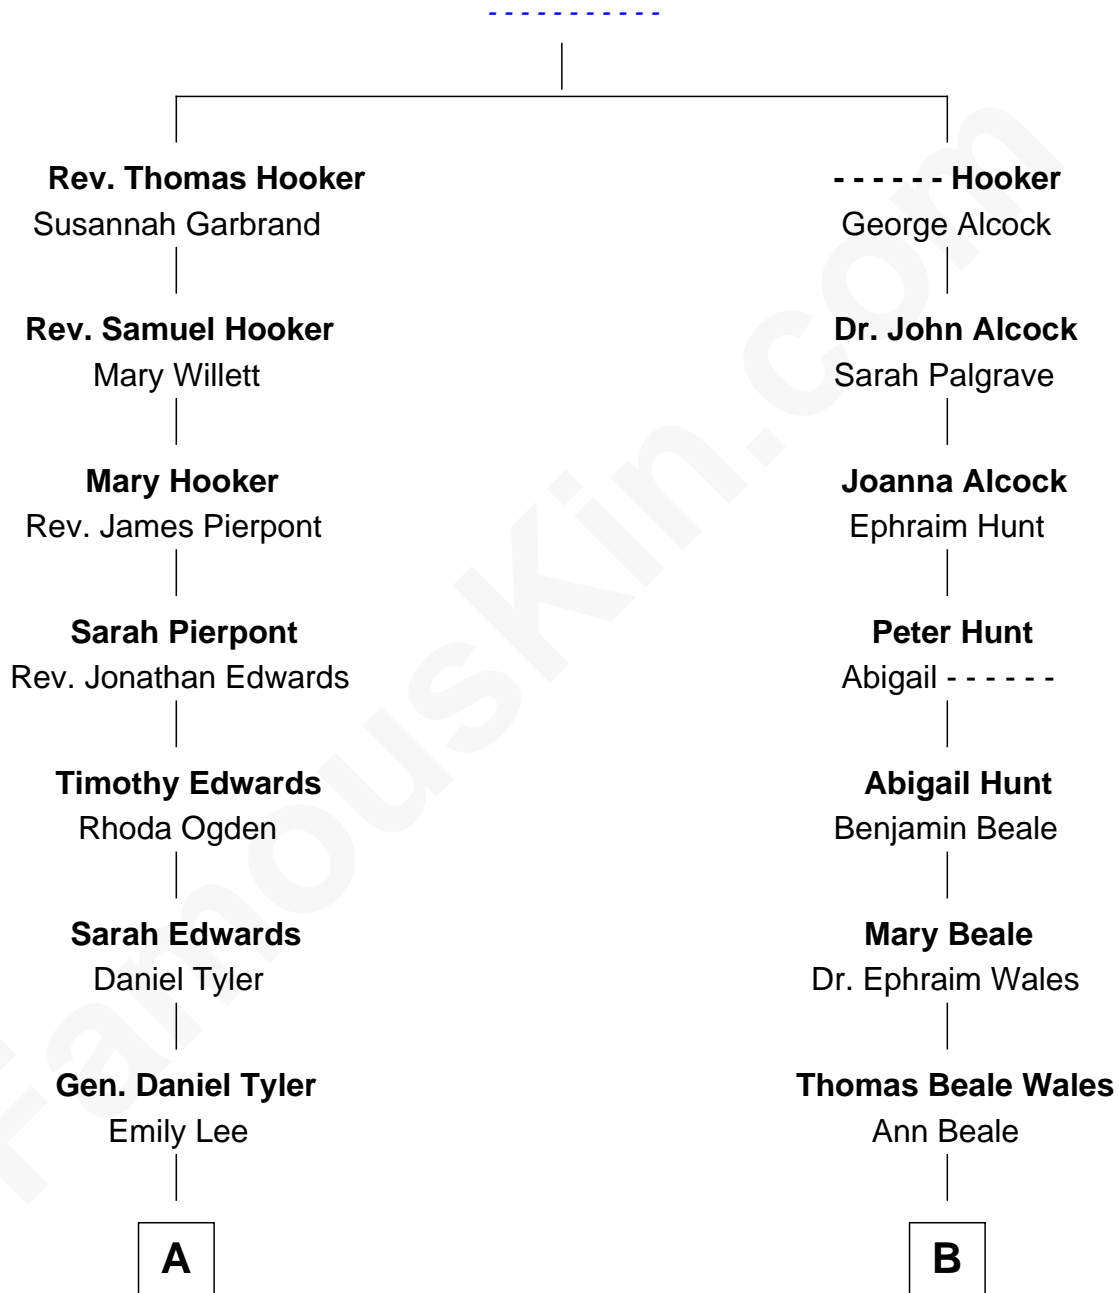 - - - - - - - - - - -
Rev. Thomas Hooker
Susannah Garbrand
- - - - - - Hooker
George Alcock
Rev. Samuel Hooker
Mary Willett
Dr. John Alcock
Sarah Palgrave
Mary Hooker
Rev. James Pierpont
Joanna Alcock
Ephraim Hunt
Sarah Pierpont
Rev. Jonathan Edwards
Peter Hunt
Abigail - - - - - -
Timothy Edwards
Rhoda Ogden
Abigail Hunt
Benjamin Beale
Sarah Edwards
Daniel Tyler
Mary Beale
Dr. Ephraim Wales
Gen. Daniel Tyler
Emily Lee
Thomas Beale Wales
Ann Beale
A
B
FamousKin.com